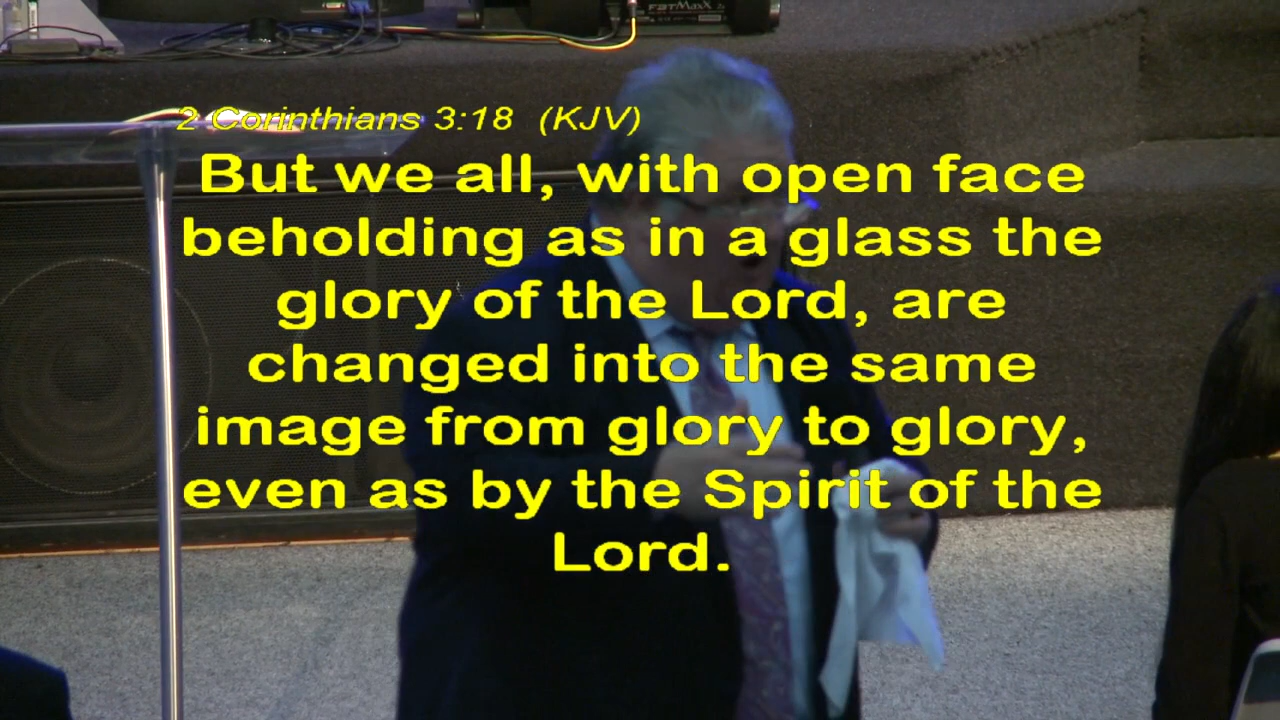 FatMaxx
2 Corinthians 3:18 (KJV)
But we all, with open face
beholding as in a glass the
glory of the Lord, are
changed into the same
image from glory to glory,
even as by the Spirit of the
Lord.